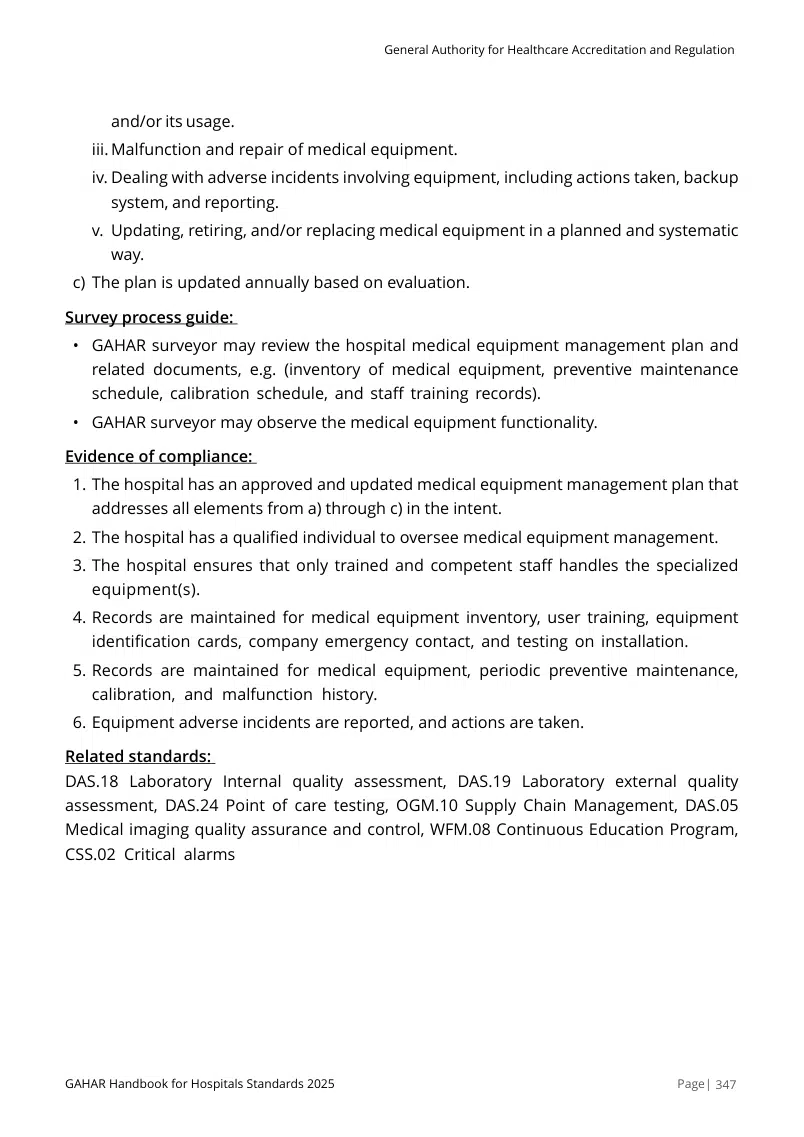 General Authority for Healthcare Accreditation and Regulation
and/or its usage.
iii. Malfunction and repair of medical equipment.
iv. Dealing with adverse incidents involving equipment, including actions taken, backup
system, and reporting.
v. Updating, retiring, and/or replacing medical equipment in a planned and systematic
way.
c) The plan is updated annually based on evaluation.
Survey process guide:
• GAHAR surveyor may review the hospital medical equipment management plan and
related documents, e.g. (inventory of medical equipment, preventive maintenance
schedule, calibration schedule, and staff training records).
• GAHAR surveyor may observe the medical equipment functionality.
Evidence of compliance:
1. The hospital has an approved and updated medical equipment management plan that
addresses all elements from a) through c) in the intent.
2. The hospital has a qualified individual to oversee medical equipment management.
3. The hospital ensures that only trained and competent staff handles the specialized
equipment(s).
4. Records are maintained for medical equipment inventory, user training, equipment
identification cards, company emergency contact, and testing on installation.
5. Records are maintained for medical equipment, periodic preventive maintenance,
calibration, and malfunction history.
6. Equipment adverse incidents are reported, and actions are taken.
Related standards:
DAS.18 Laboratory Internal quality assessment, DAS.19 Laboratory external quality
assessment, DAS.24 Point of care testing, OGM.10 Supply Chain Management, DAS.05
Medical imaging quality assurance and control, WFM.08 Continuous Education Program,
CSS.02 Critical alarms
GAHAR Handbook for Hospitals Standards 2025
Page| 347